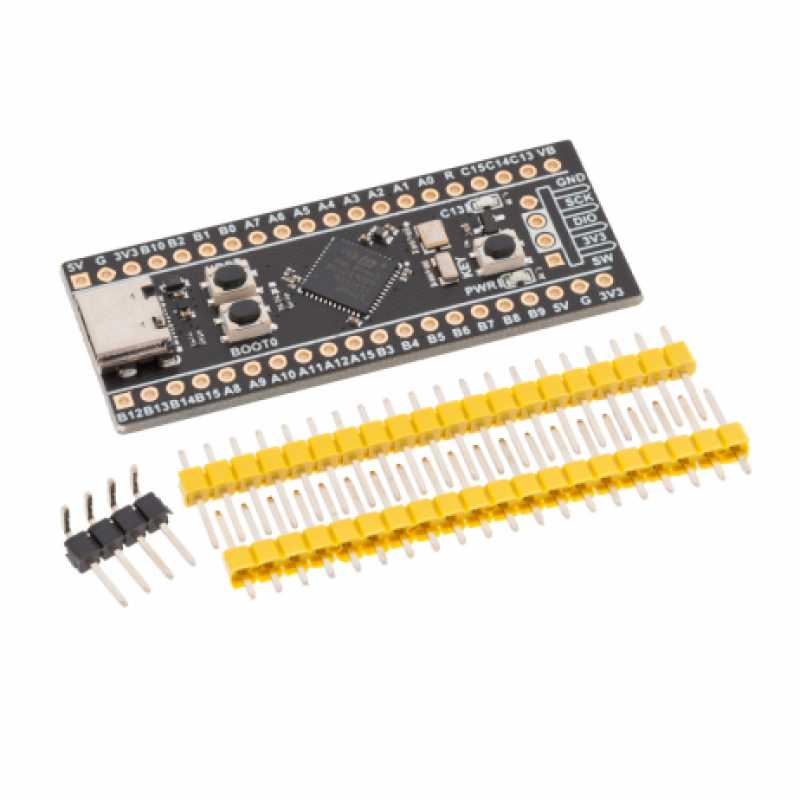 5V G 3V3 B10 B2 B1 B0 A7 A6 A5 A4 A3 A2 A1 A0 R C15 C14 C13 VB
GND
SCK
DIO
3V3
SW
C13
KEY
PWR
BOOT0
B12 B13 B14 B15 A8 A9 A10 A11 A12 A15 B3 B4 B5 B6 B7 B8 B9 5V G 3V3